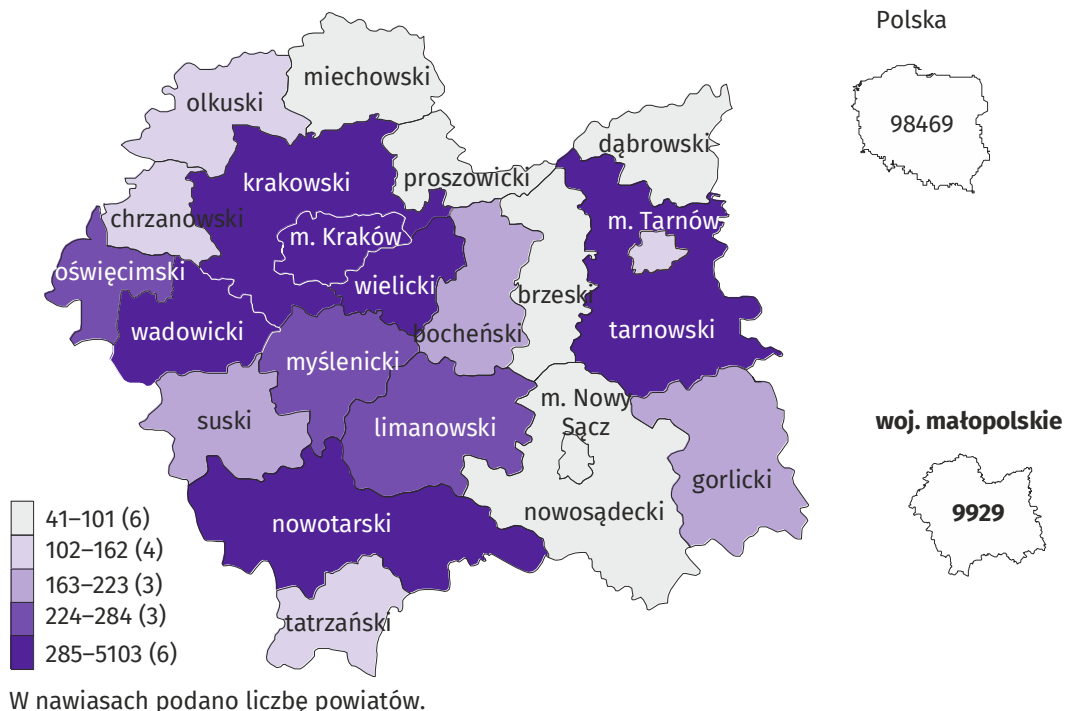 Polska
98469
miechowski
olkuski
dąbrowski
krakowski
proszowicki
chrzanowski
m. Tarnów
m. Kraków
oświęcimski
wielicki
brzeski
wadowicki
bocheński
tarnowski
myślenicki
m. Nowy
Sącz
suski
limanowski
woj. małopolskie
gorlicki
9929
nowotarski
nowosądecki
tatrzański
41–101 (6)
102–162 (4)
163–223 (3)
224–284 (3)
285–5103 (6)
W nawiasach podano liczbę powiatów.